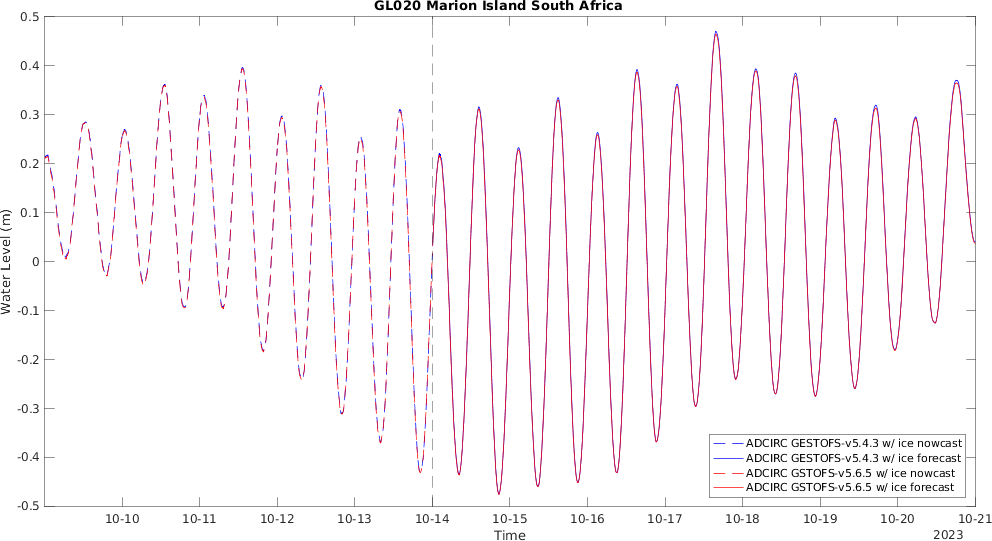 GL020 Marion Island South Africa
0.5
0.4
0.3
0.2
0.1
0
-0.1
-0.2
-0.3
-0.4
-0.5
Water Level (m)
ADCIRC GESTOFS-v5.4.3 w/ ice nowcast
ADCIRC GESTOFS-v5.4.3 w/ ice forecast
ADCIRC GSTOFS-v5.6.5 w/ ice nowcast
ADCIRC GSTOFS-v5.6.5 w/ ice forecast
10-10 10-11 10-12 10-13 10-14 10-15 10-16 10-17 10-18 10-19 10-20 10-21
Time
2023